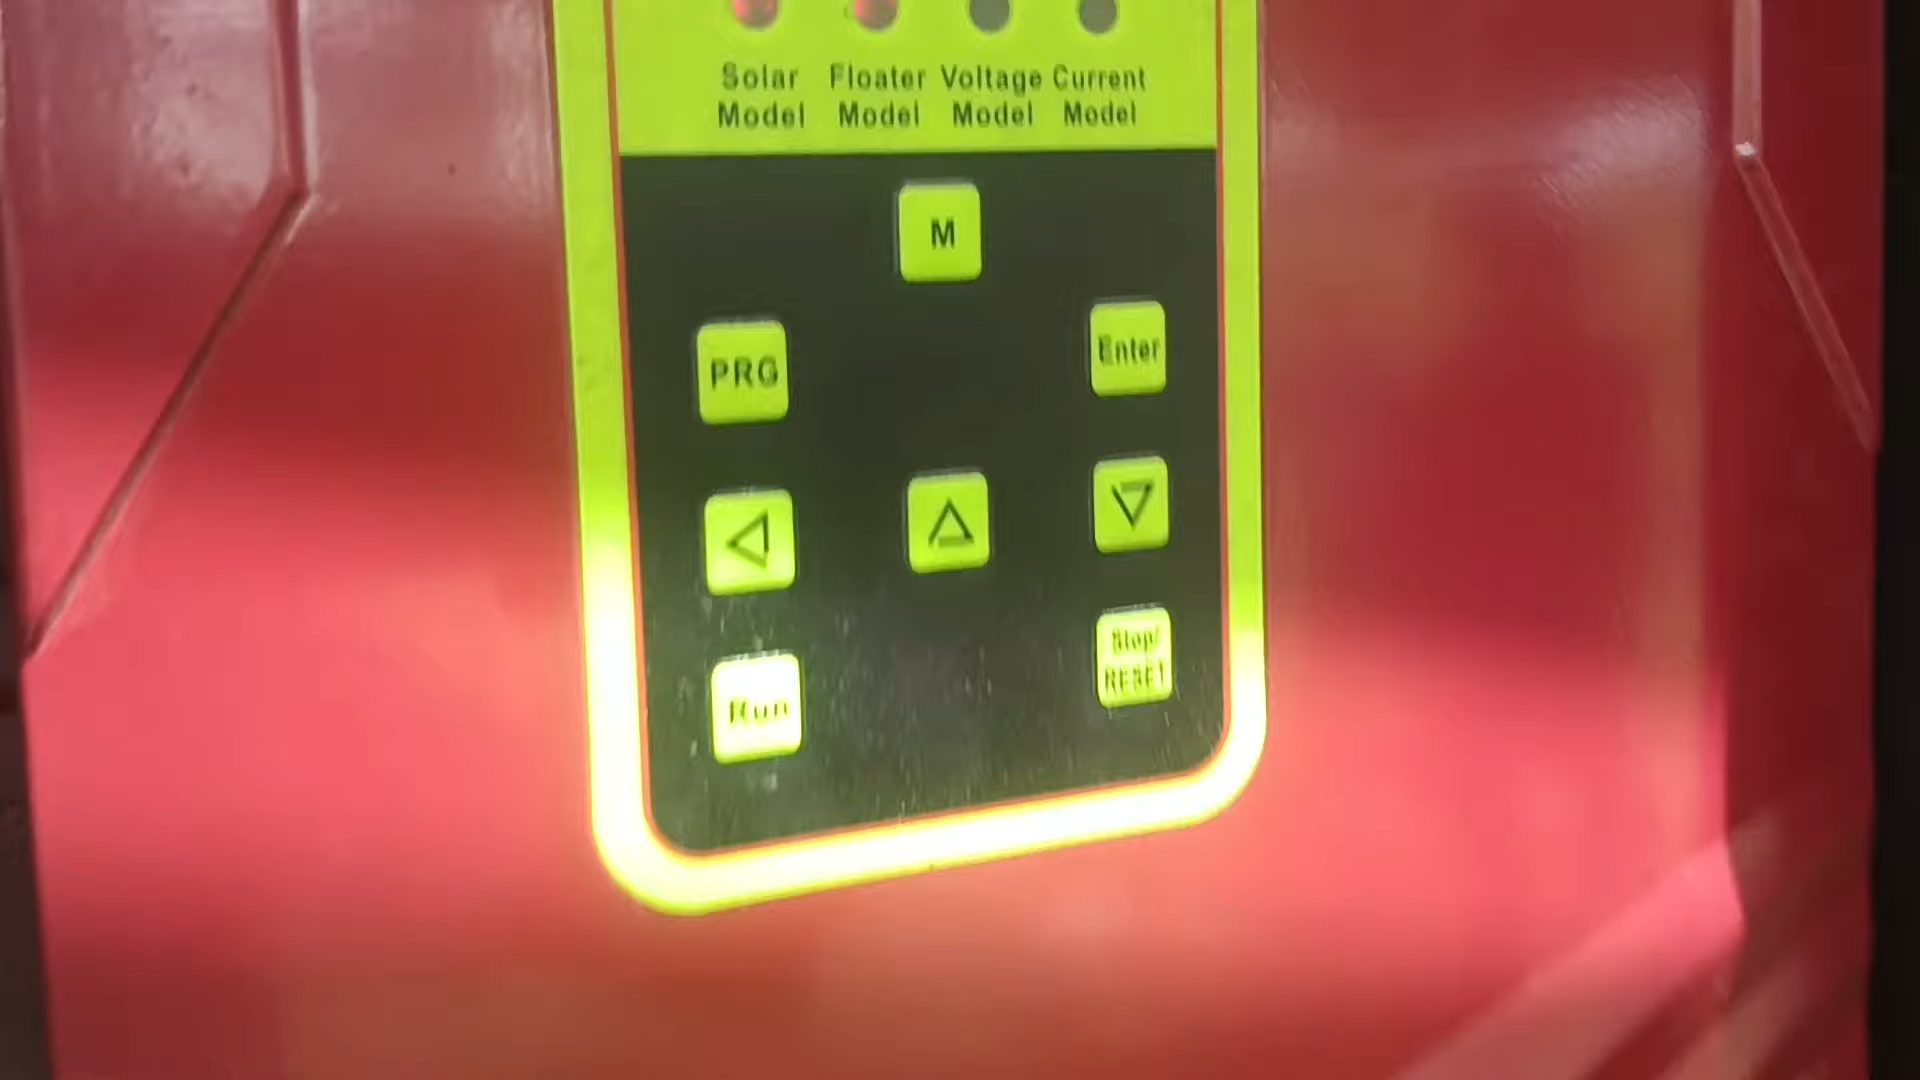 Solar Floater Voltage Current
Model Model Model Model
M
PRG
Enter
Run
Stop/
RESET